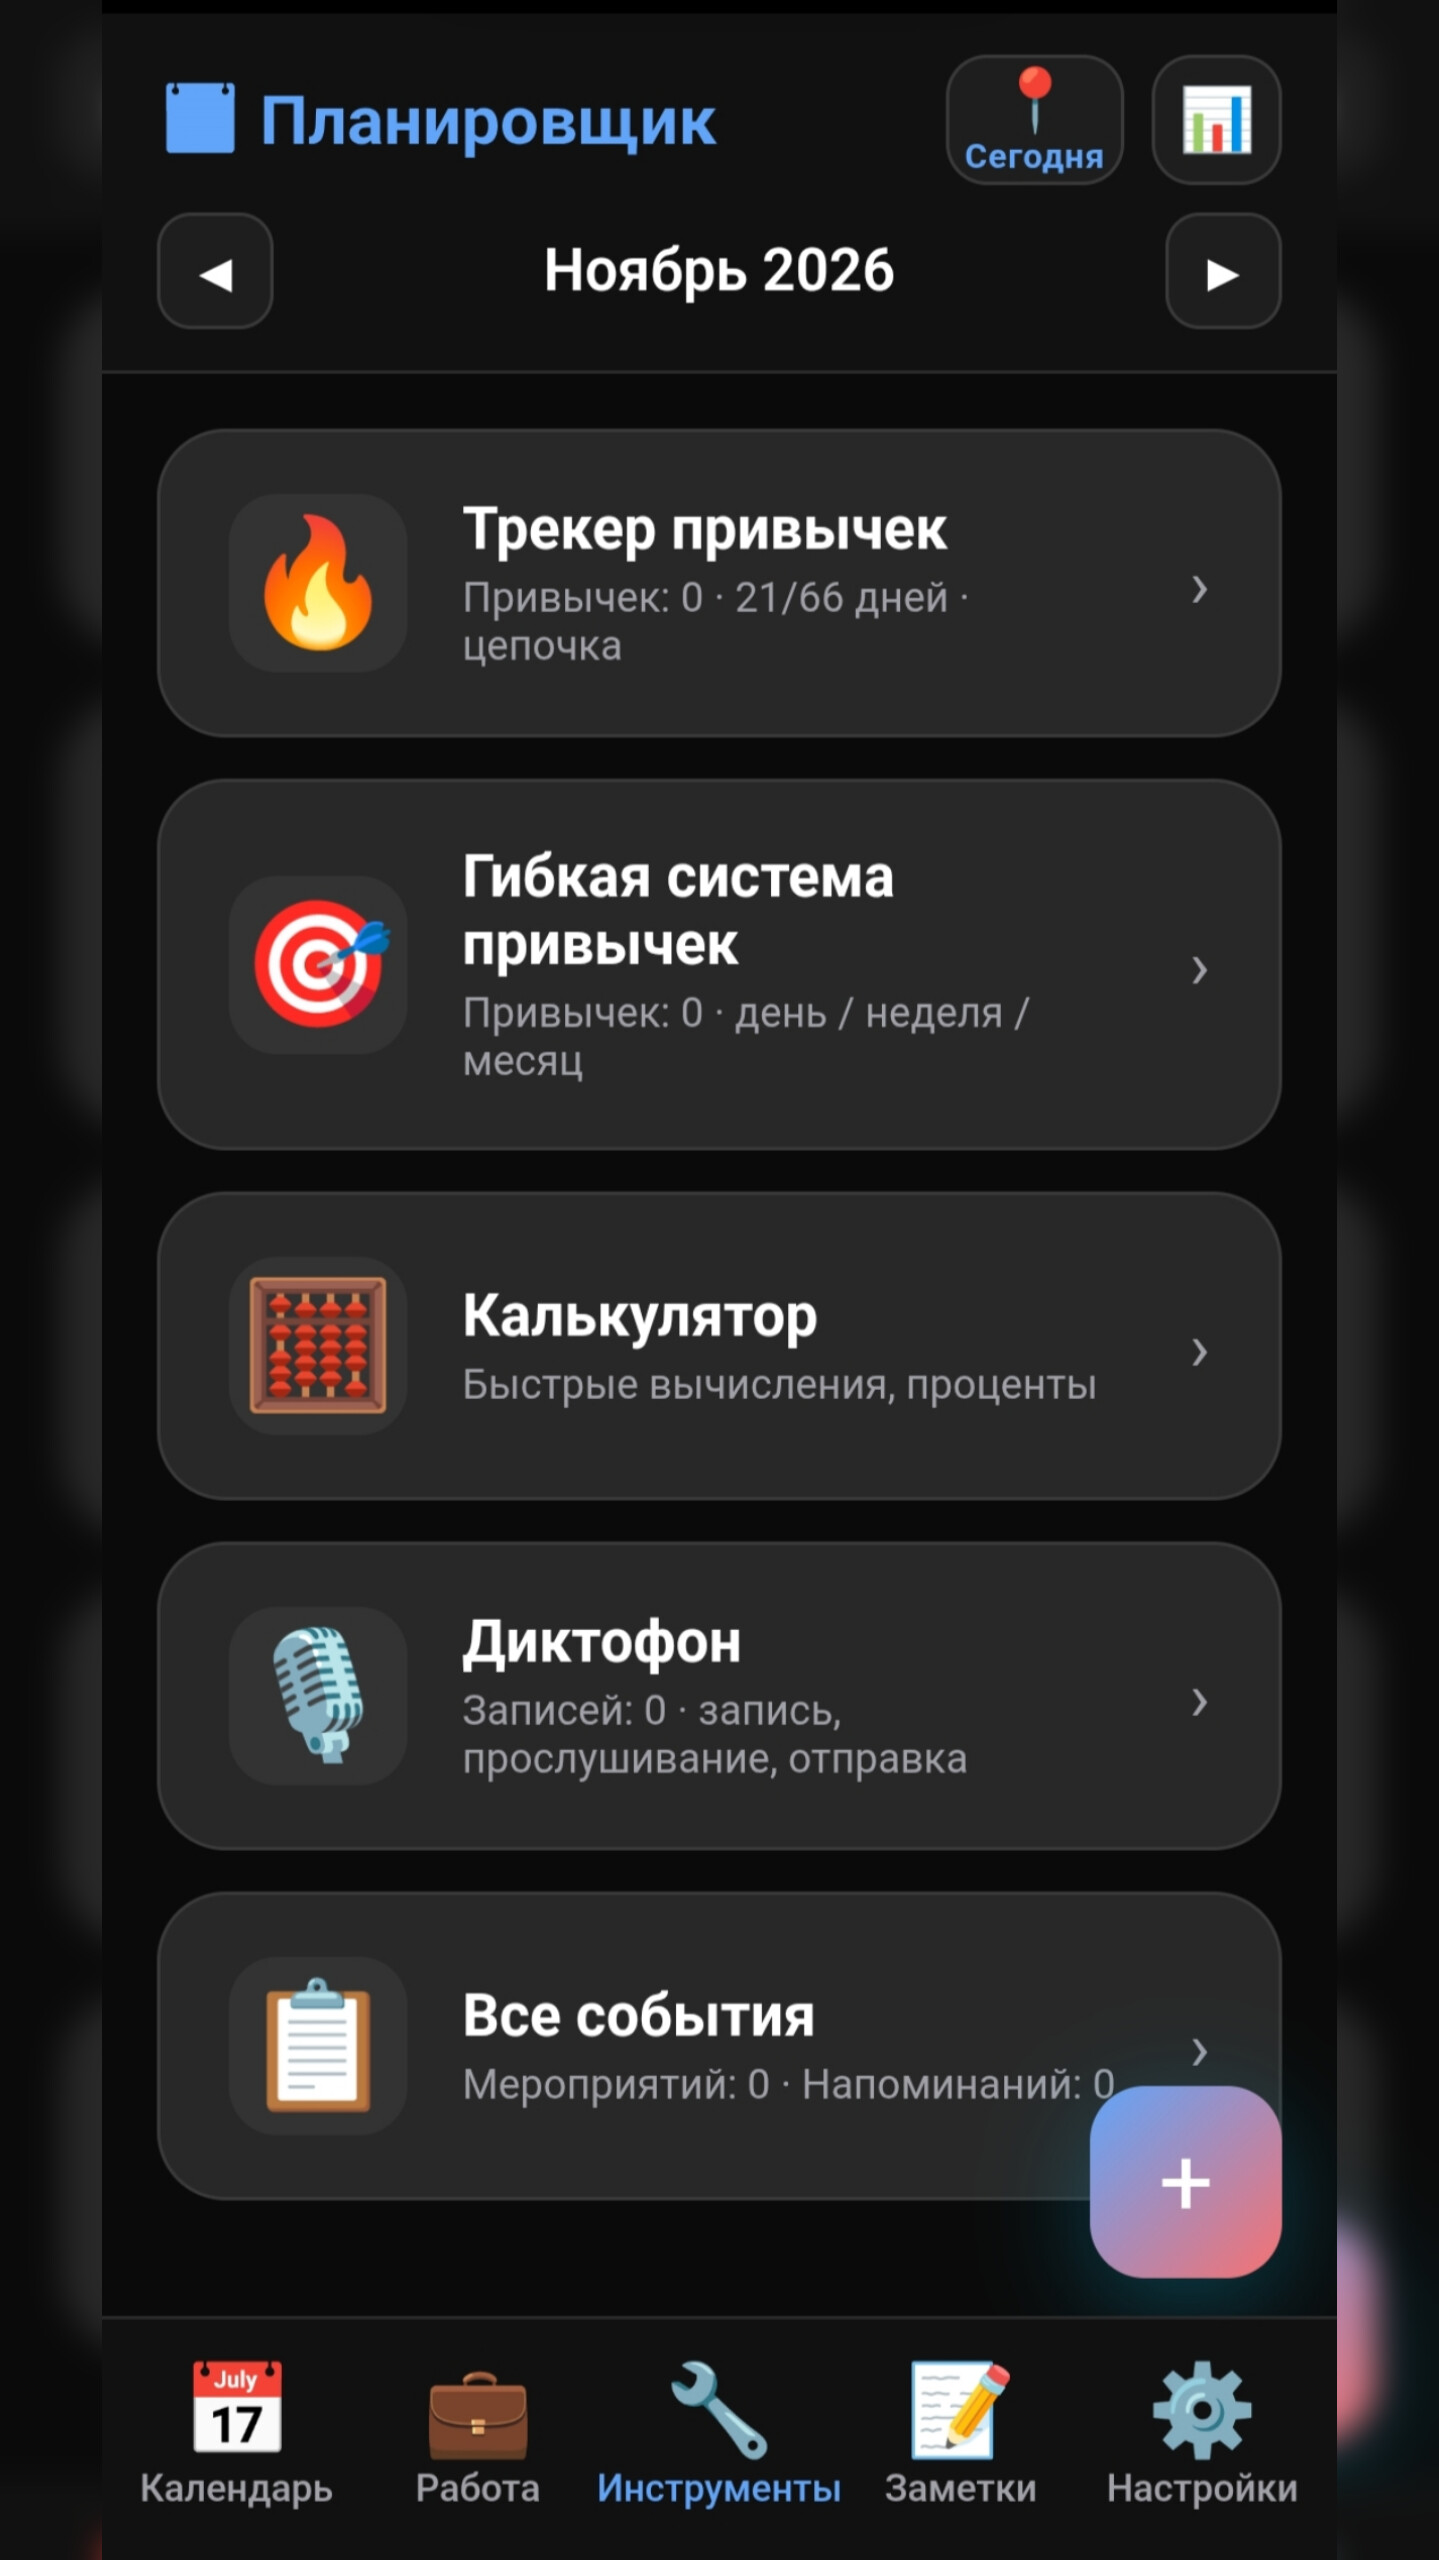 Планировщик
Сегодня
Ноябрь 2026
Трекер привычек
Привычек: 0 · 21/66 дней ·
цепочка
Гибкая система
привычек
Привычек: 0 · день / неделя /
месяц
Калькулятор
Быстрые вычисления, проценты
Диктофон
Записей: 0 · запись,
прослушивание, отправка
Все события
Мероприятий: 0 · Напоминаний: 0
+
July
17
Календарь
Работа
Инструменты
Заметки
Настройки